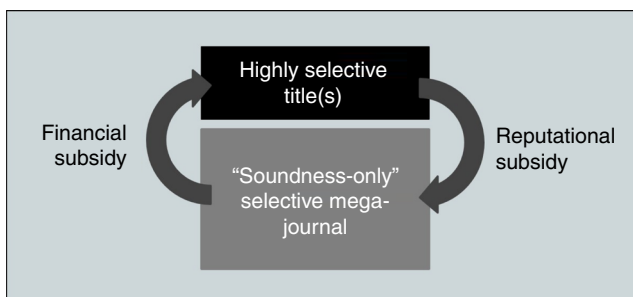 Highly selective
title(s)
Financial
subsidy
Reputational
subsidy
“Soundness-only”
selective mega-
journal